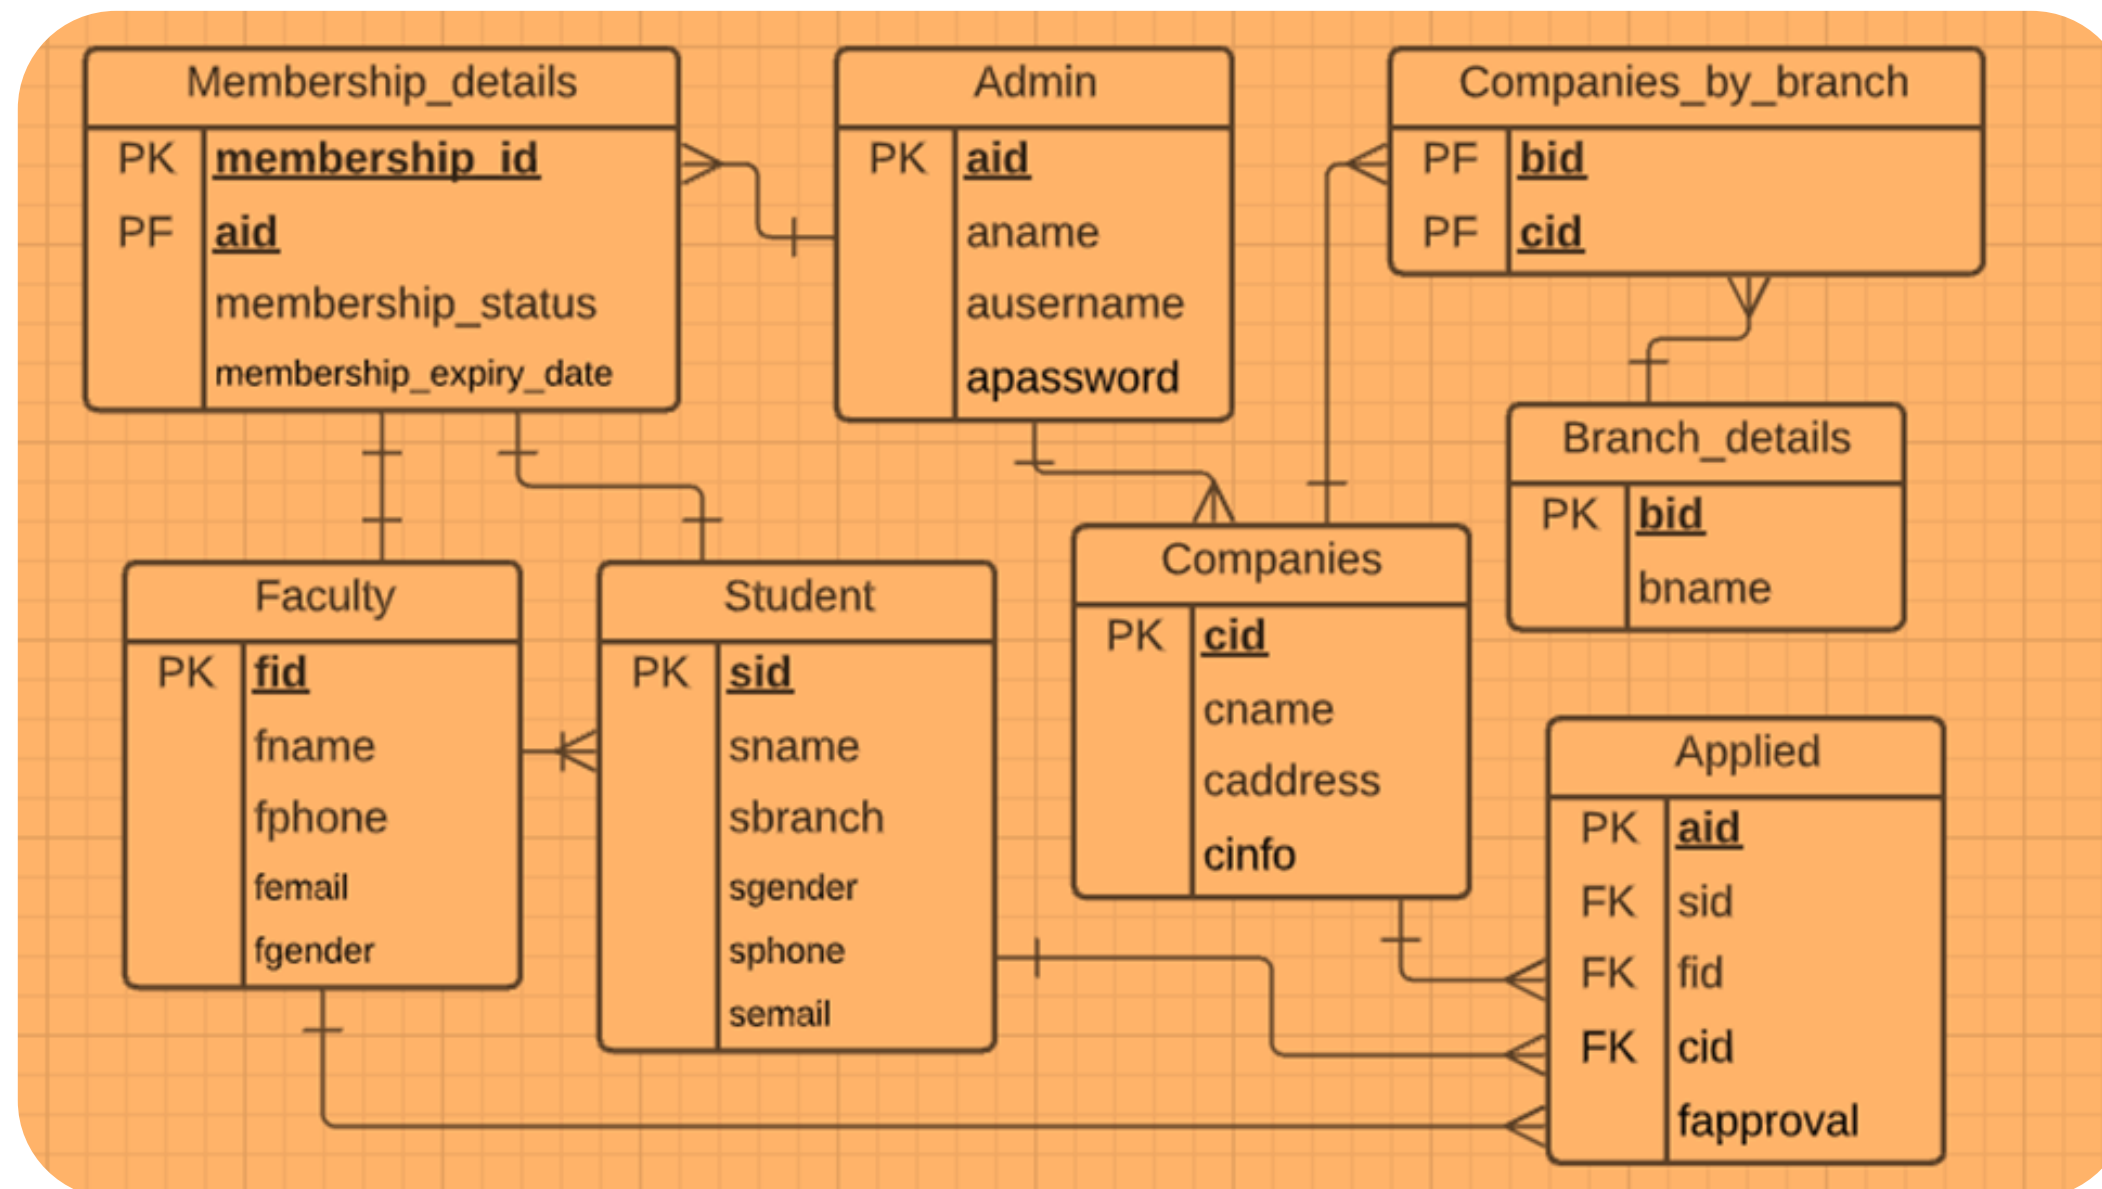 Membership_details
PK membership_id
PF aid
membership_status
membership_expiry_date
Admin
PK aid
aname
ausername
apassword
Companies_by_branch
PF bid
PF cid
Branch_details
PK bid
bname
Faculty
PK fid
fname
fphone
femail
fgender
Student
PK sid
sname
sbranch
sgender
sphone
semail
Companies
PK cid
cname
caddress
cinfo
Applied
PK aid
FK sid
FK fid
FK cid
fapproval